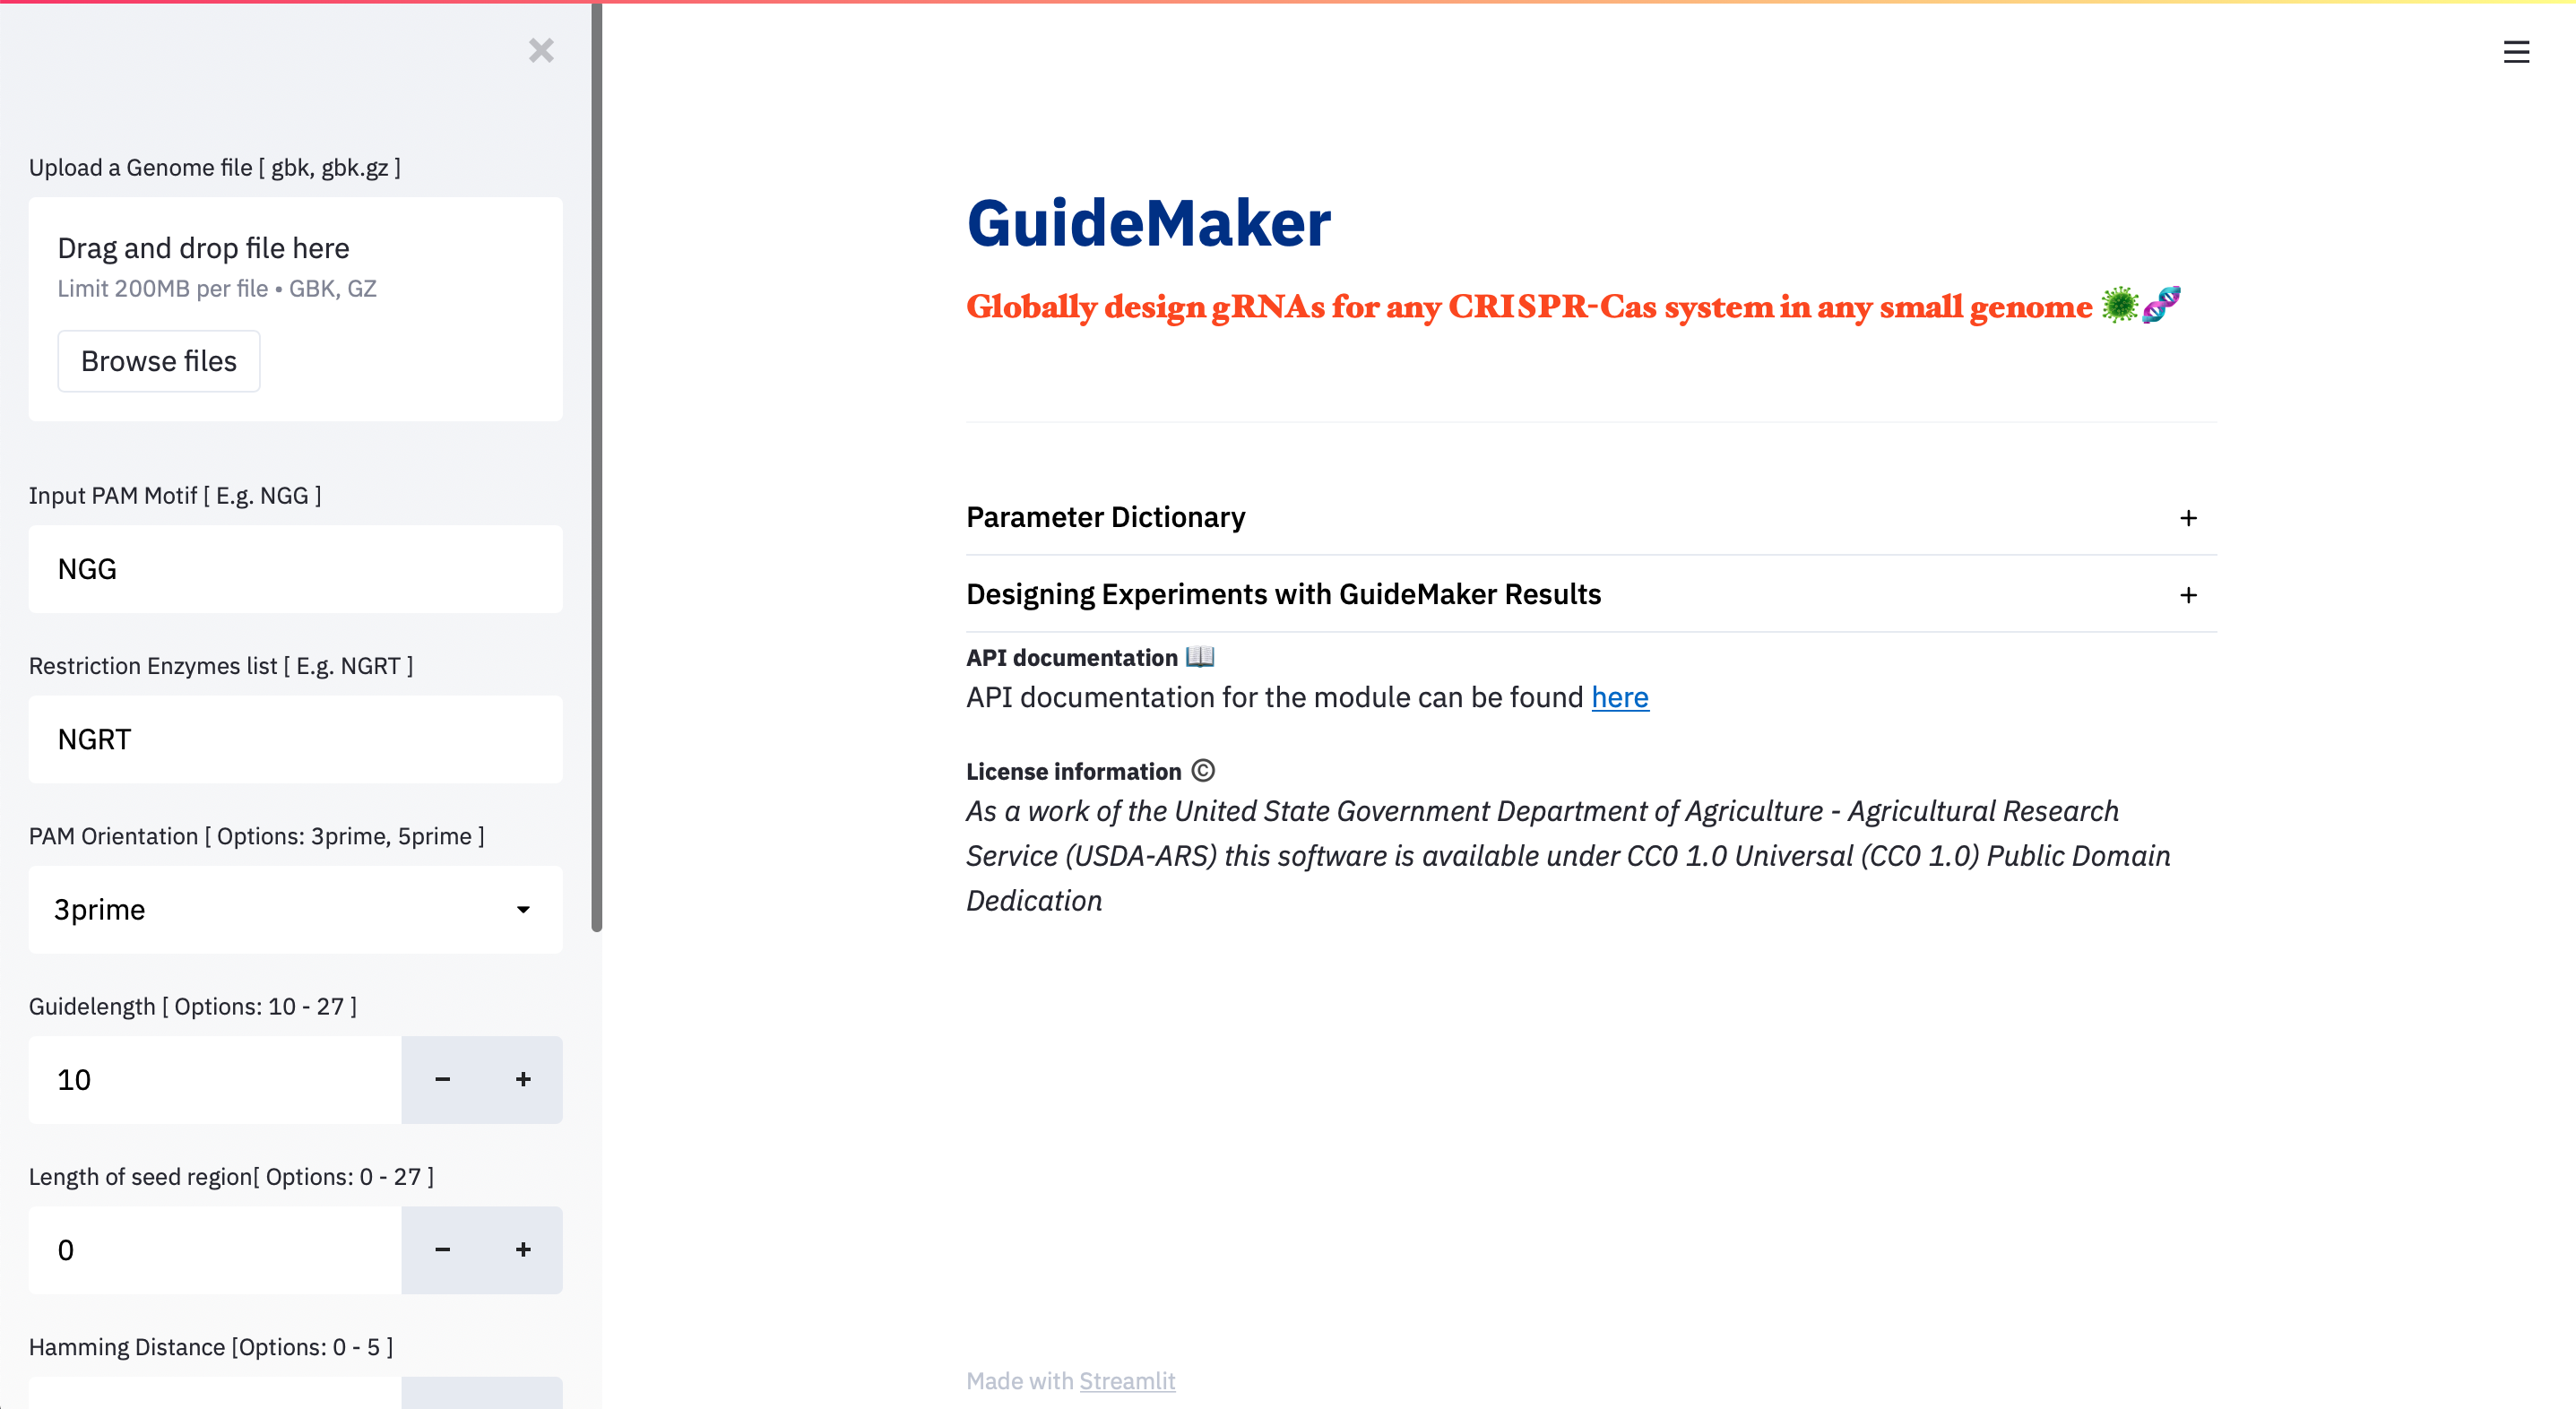 Upload a Genome file [ gbk, gbk.gz ]
Drag and drop file here
Limit 200MB per file • GBK, GZ
Browse files
Input PAM Motif [ E.g. NGG ]
NGG
Restriction Enzymes list [ E.g. NGRT ]
NGRT
PAM Orientation [ Options: 3prime, 5prime ]
3prime
Guidelength [ Options: 10 - 27 ]
10
Length of seed region[ Options: 0 - 27 ]
0
Hamming Distance [Options: 0 - 5 ]
GuideMaker
Globally design gRNAs for any CRISPR-Cas system in any small genome 🦠🧬
Parameter Dictionary
Designing Experiments with GuideMaker Results
API documentation 📖
API documentation for the module can be found here
License information ©
As a work of the United State Government Department of Agriculture - Agricultural Research
Service (USDA-ARS) this software is available under CC0 1.0 Universal (CC0 1.0) Public Domain
Dedication
Made with Streamlit